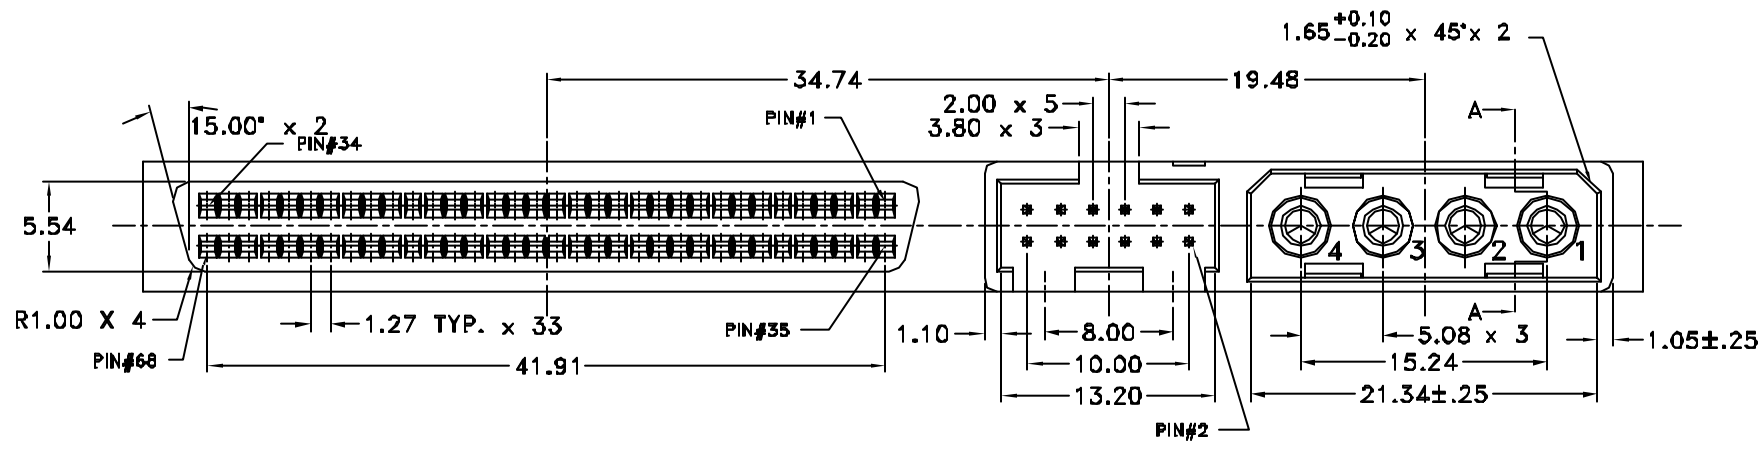 1.65 +0.10 -0.20 x 45° x 2
34.74
19.48
2.00 x 5
3.80 x 3
PIN#1
A
15.00° x 2
PIN#34
5.54
4
3
2
1
R1.00 X 4
1.27 TYP. x 33
PIN#35
1.10
8.00
A
5.08 x 3
1.05±.25
PIN#68
41.91
10.00
15.24
13.20
21.34±.25
PIN#2